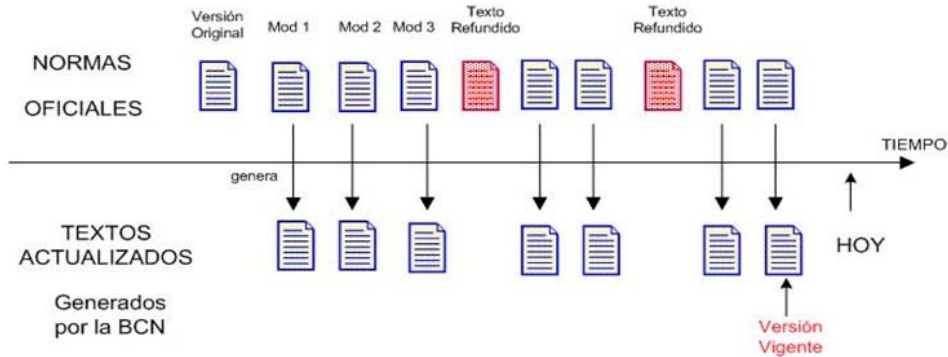 Versión
Original
Mod 1
Mod 2
Mod 3
Texto
Refundido
Texto
Refundido
NORMAS
OFICIALES
TIEMPO
genera
TEXTOS
ACTUALIZADOS
HOY
Generados
por la BCN
Versión
Vigente